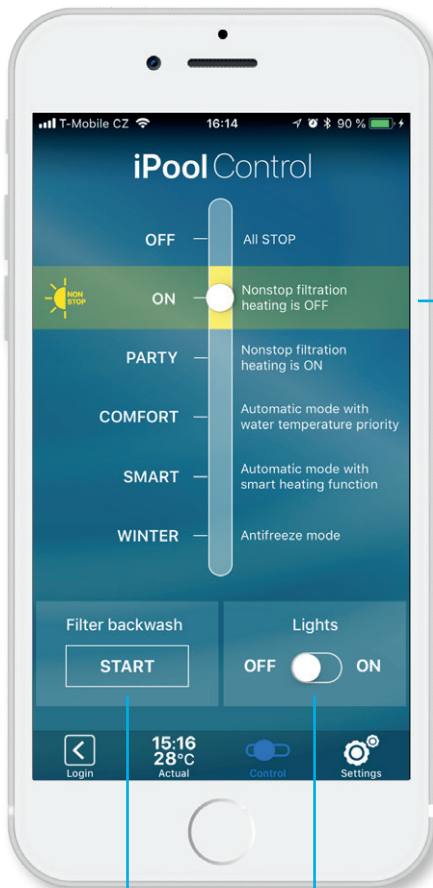 T-Mobile CZ 16:14 90 %
iPool Control
OFF All STOP
NON
STOP
ON Nonstop filtration
heating is OFF
PARTY Nonstop filtration
heating is ON
COMFORT Automatic mode with
water temperature priority
SMART Automatic mode with
smart heating function
WINTER Antifreeze mode
Filter backwash Lights
START OFF ON
15:16
28°C
Login Actual Control Settings